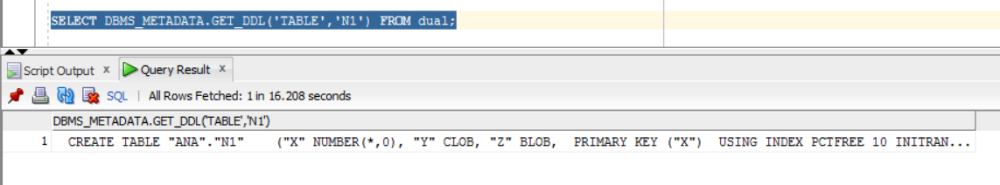 SELECT DBMS_METADATA.GET_DDL('TABLE','N1') FROM dual;
Script Output x Query Result x
SQL | All Rows Fetched: 1 in 16.208 seconds
DBMS_METADATA.GET_DDL('TABLE','N1')
1 CREATE TABLE "ANA"."N1" ("X" NUMBER(*,0), "Y" CLOB, "Z" BLOB, PRIMARY KEY ("X") USING INDEX PCTFREE 10 INITRAN...